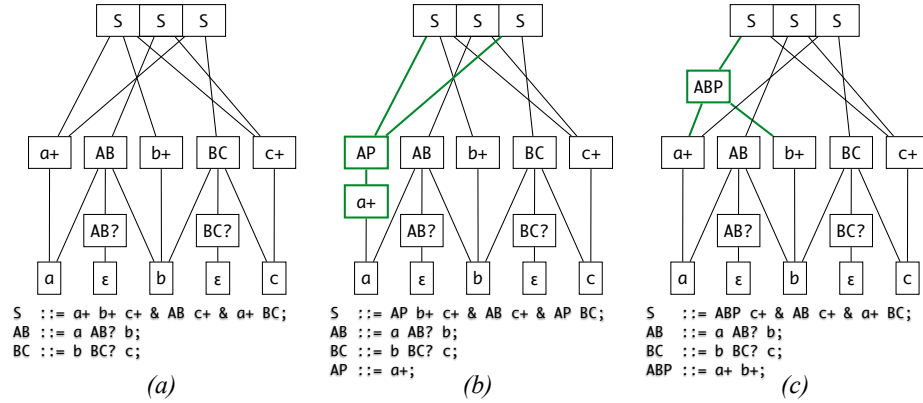 S S S
a+ AB b+ BC c+
AB? BC?
a ε b ε c
S ::= a+ b+ c+ & AB c+ & a+ BC;
AB ::= a AB? b;
BC ::= b BC? c;
(a)
S S S
AP AB b+ BC c+
a+ AB? BC?
a ε b ε c
S ::= AP b+ c+ & AB c+ & AP BC;
AB ::= a AB? b;
BC ::= b BC? c;
AP ::= a+;
(b)
S S S
ABP
a+ AB b+ BC c+
AB? BC?
a ε b ε c
S ::= ABP c+ & AB c+ & a+ BC;
AB ::= a AB? b;
BC ::= b BC? c;
ABP ::= a+ b+;
(c)